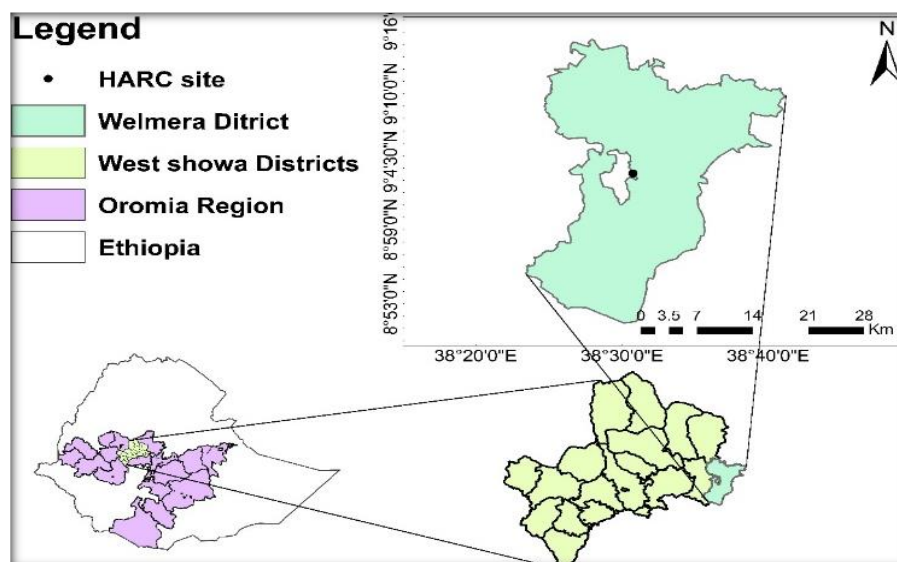 Legend
HARC site
Welmera Ditrict
West showa Districts
Oromia Region
Ethiopia
N
9°16'
9°10'0"N
9°4'30"N
8°59'0"N
8°53'0"N
0 3.5 7 14 21 28
Km
38°20'0"E 38°30'0"E 38°40'0"E